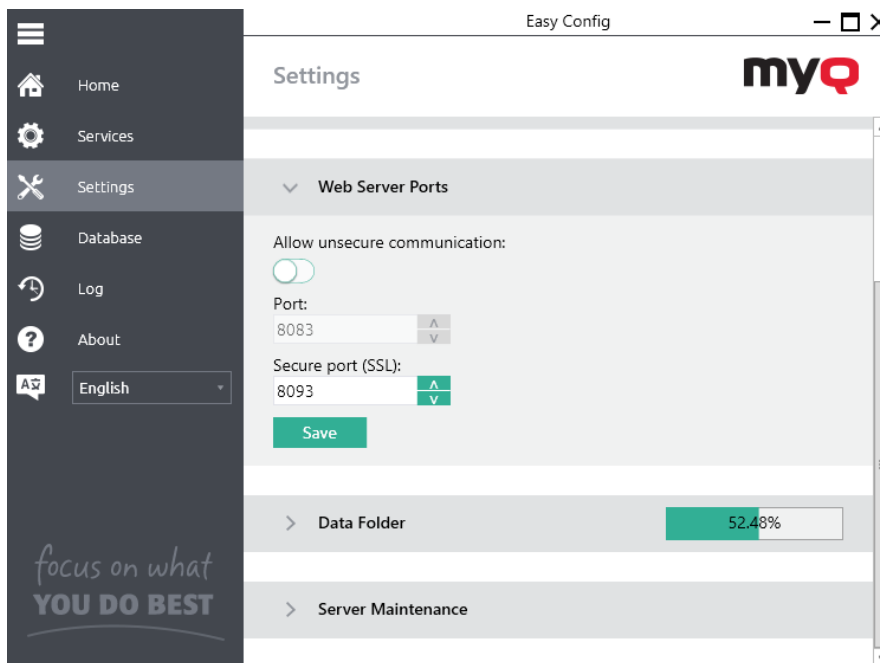 Easy Config
Home
Services
Settings
Database
Log
About
English
focus on what
YOU DO BEST
Settings
myQ
Web Server Ports
Allow unsecure communication:
Port:
8083
Secure port (SSL):
8093
Save
Data Folder
52.48%
Server Maintenance